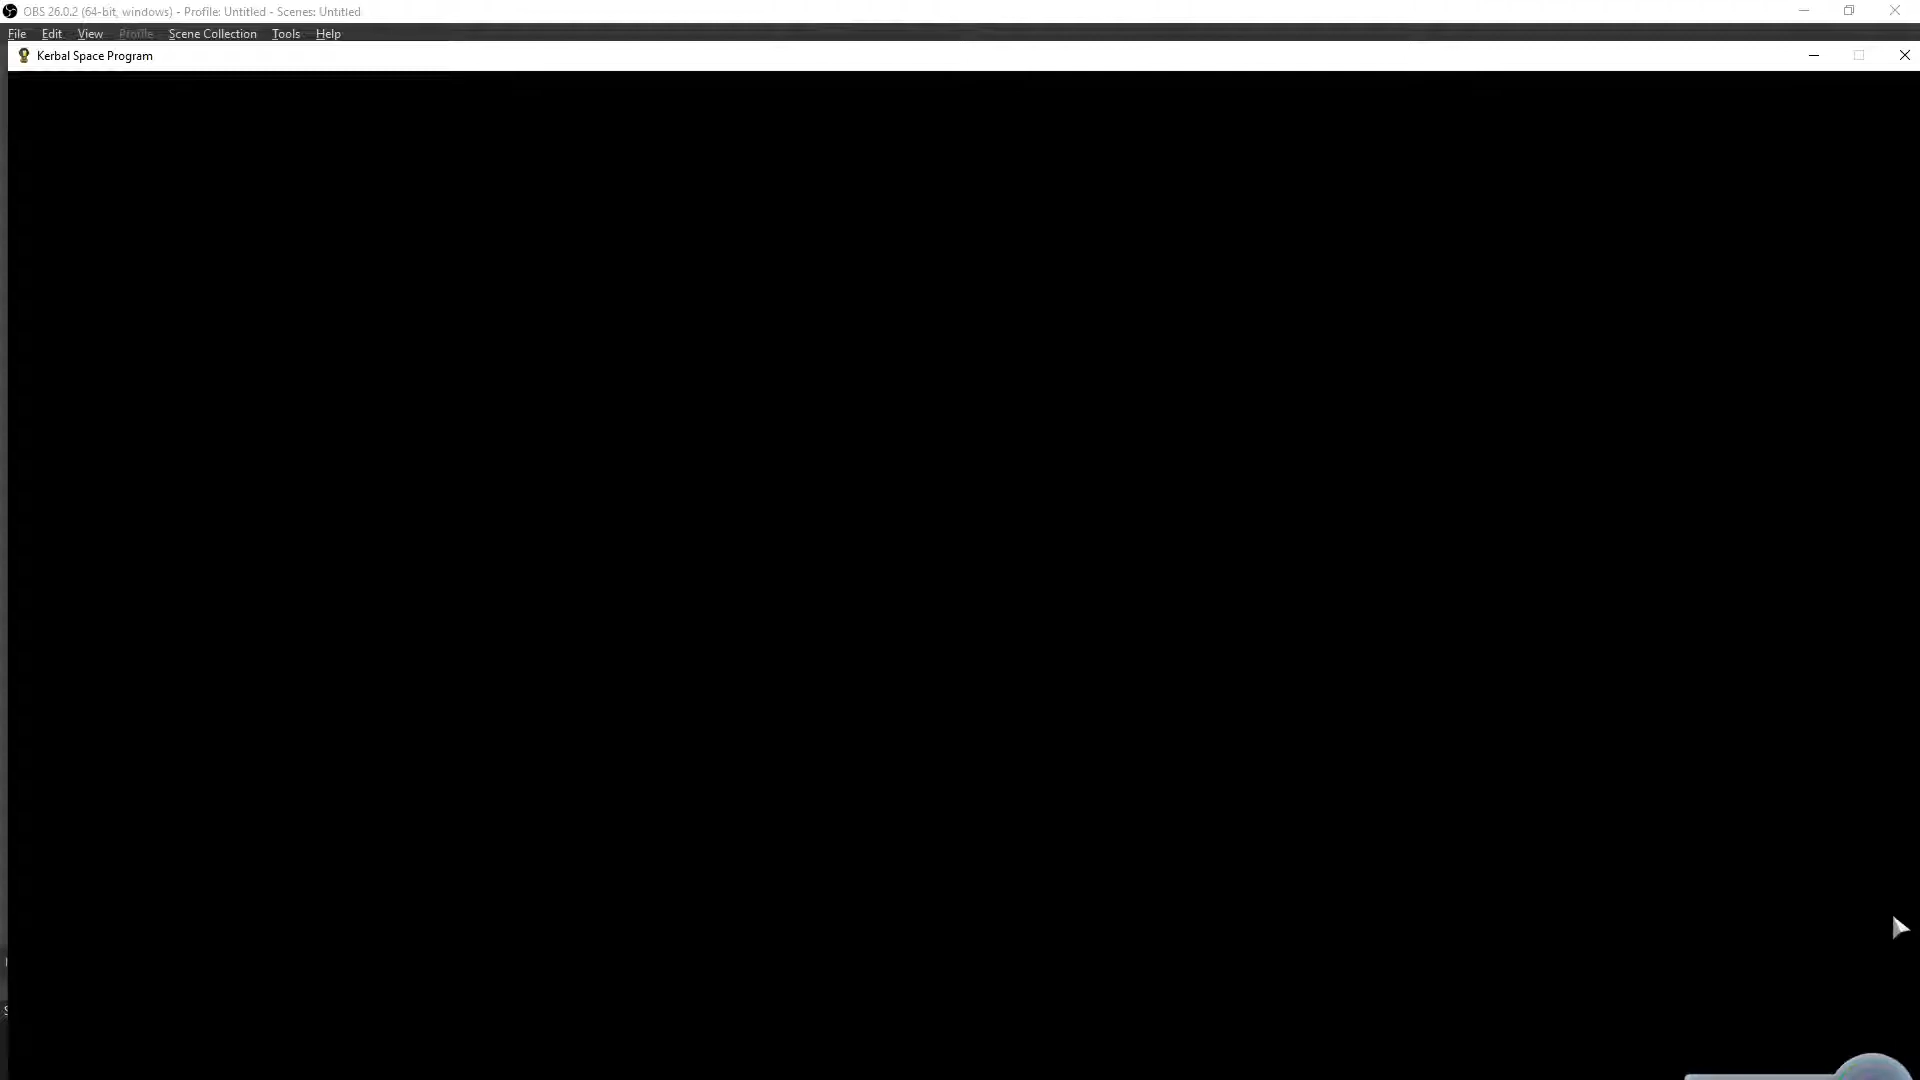 OBS 26.0.2 (64-bit, windows) - Profile: Untitled - Scenes: Untitled
File Edit View Profile Scene Collection Tools Help
Kerbal Space Program